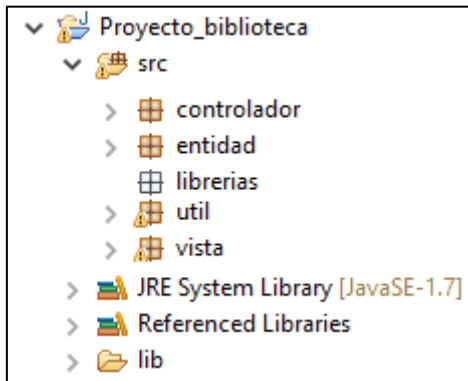 Proyecto_biblioteca
src
controlador
entidad
librerias
util
vista
JRE System Library [JavaSE-1.7]
Referenced Libraries
lib